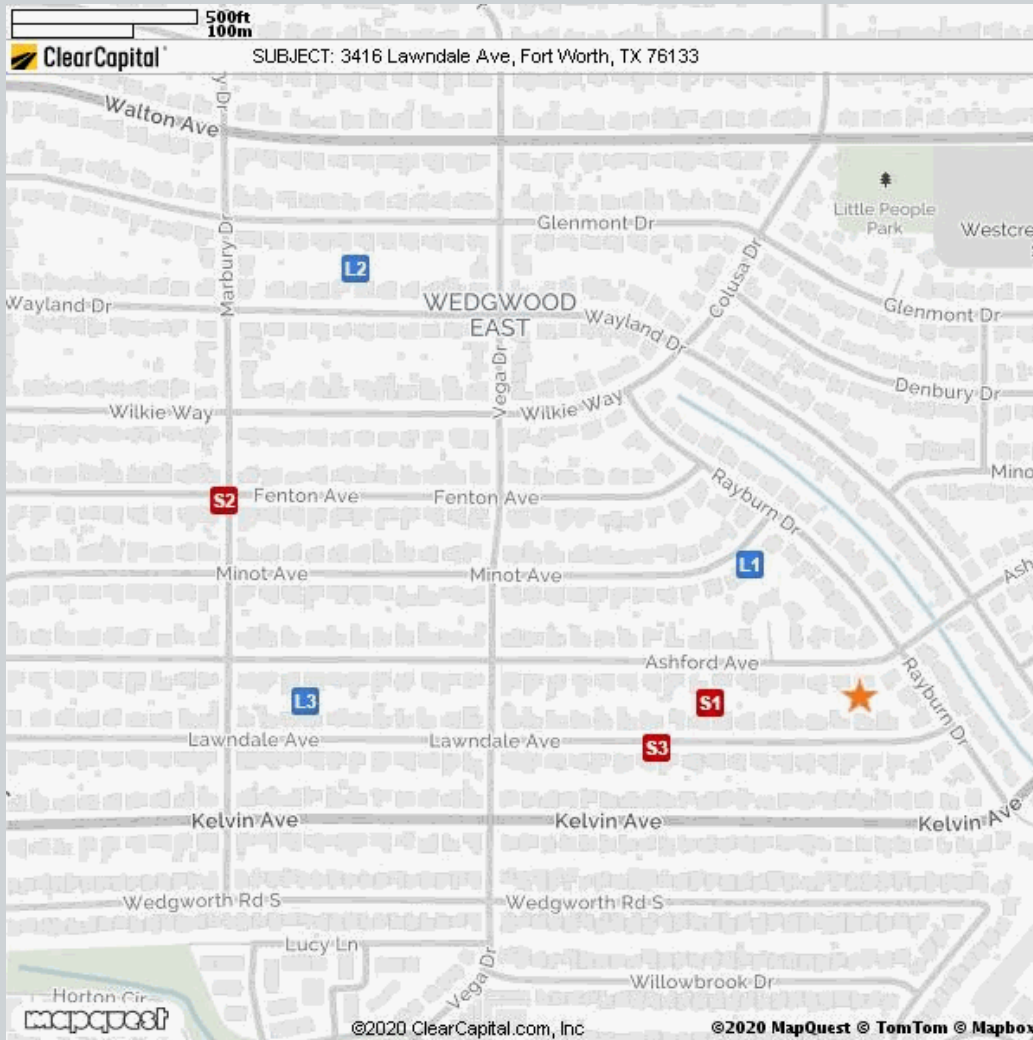 500ft
100m
ClearCapital
SUBJECT: 3416 Lawndale Ave, Fort Worth, TX 76133
Walton Ave
Little People
Park
Westcre
Glenmont Dr
Marbury Dr
Colusa Dr
L2
Wayland Dr
WEDGWOOD
EAST
Wayland Dr
Glenmont Dr
Vega Dr
Denbury Dr
Wilkie Way
Wilkie Way
Mino
S2
Fenton Ave
Fenton Ave
Rayburn Dr
L1
Minot Ave
Minot Ave
Ash
Ashford Ave
Rayburn Dr
L3
S1
Lawndale Ave
Lawndale Ave
S3
Kelvin Ave
Kelvin Ave
Kelvin Ave
Wedgworth Rd S
Wedgworth Rd S
Lucy Ln
Vega Dr
Willowbrook Dr
Horton Cir
mapquest
©2020 ClearCapital.com, Inc
©2020 MapQuest © TomTom © Mapbox